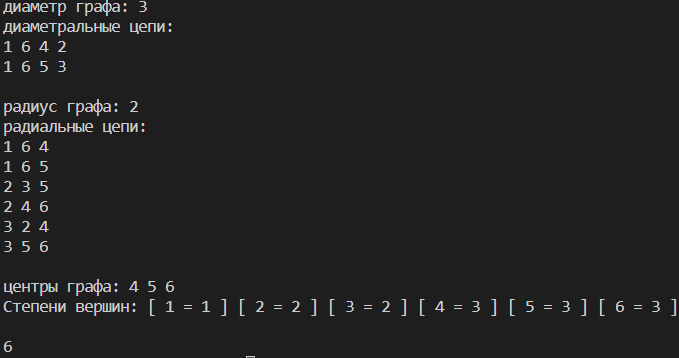 диаметр графа: 3
диаметральные цепи:
1 6 4 2
1 6 5 3
радиус графа: 2
радиальные цепи:
1 6 4
1 6 5
2 3 5
2 4 6
3 2 4
3 5 6
центры графа: 4 5 6
Степени вершин: [ 1 = 1 ] [ 2 = 2 ] [ 3 = 2 ] [ 4 = 3 ] [ 5 = 3 ] [ 6 = 3 ]
6